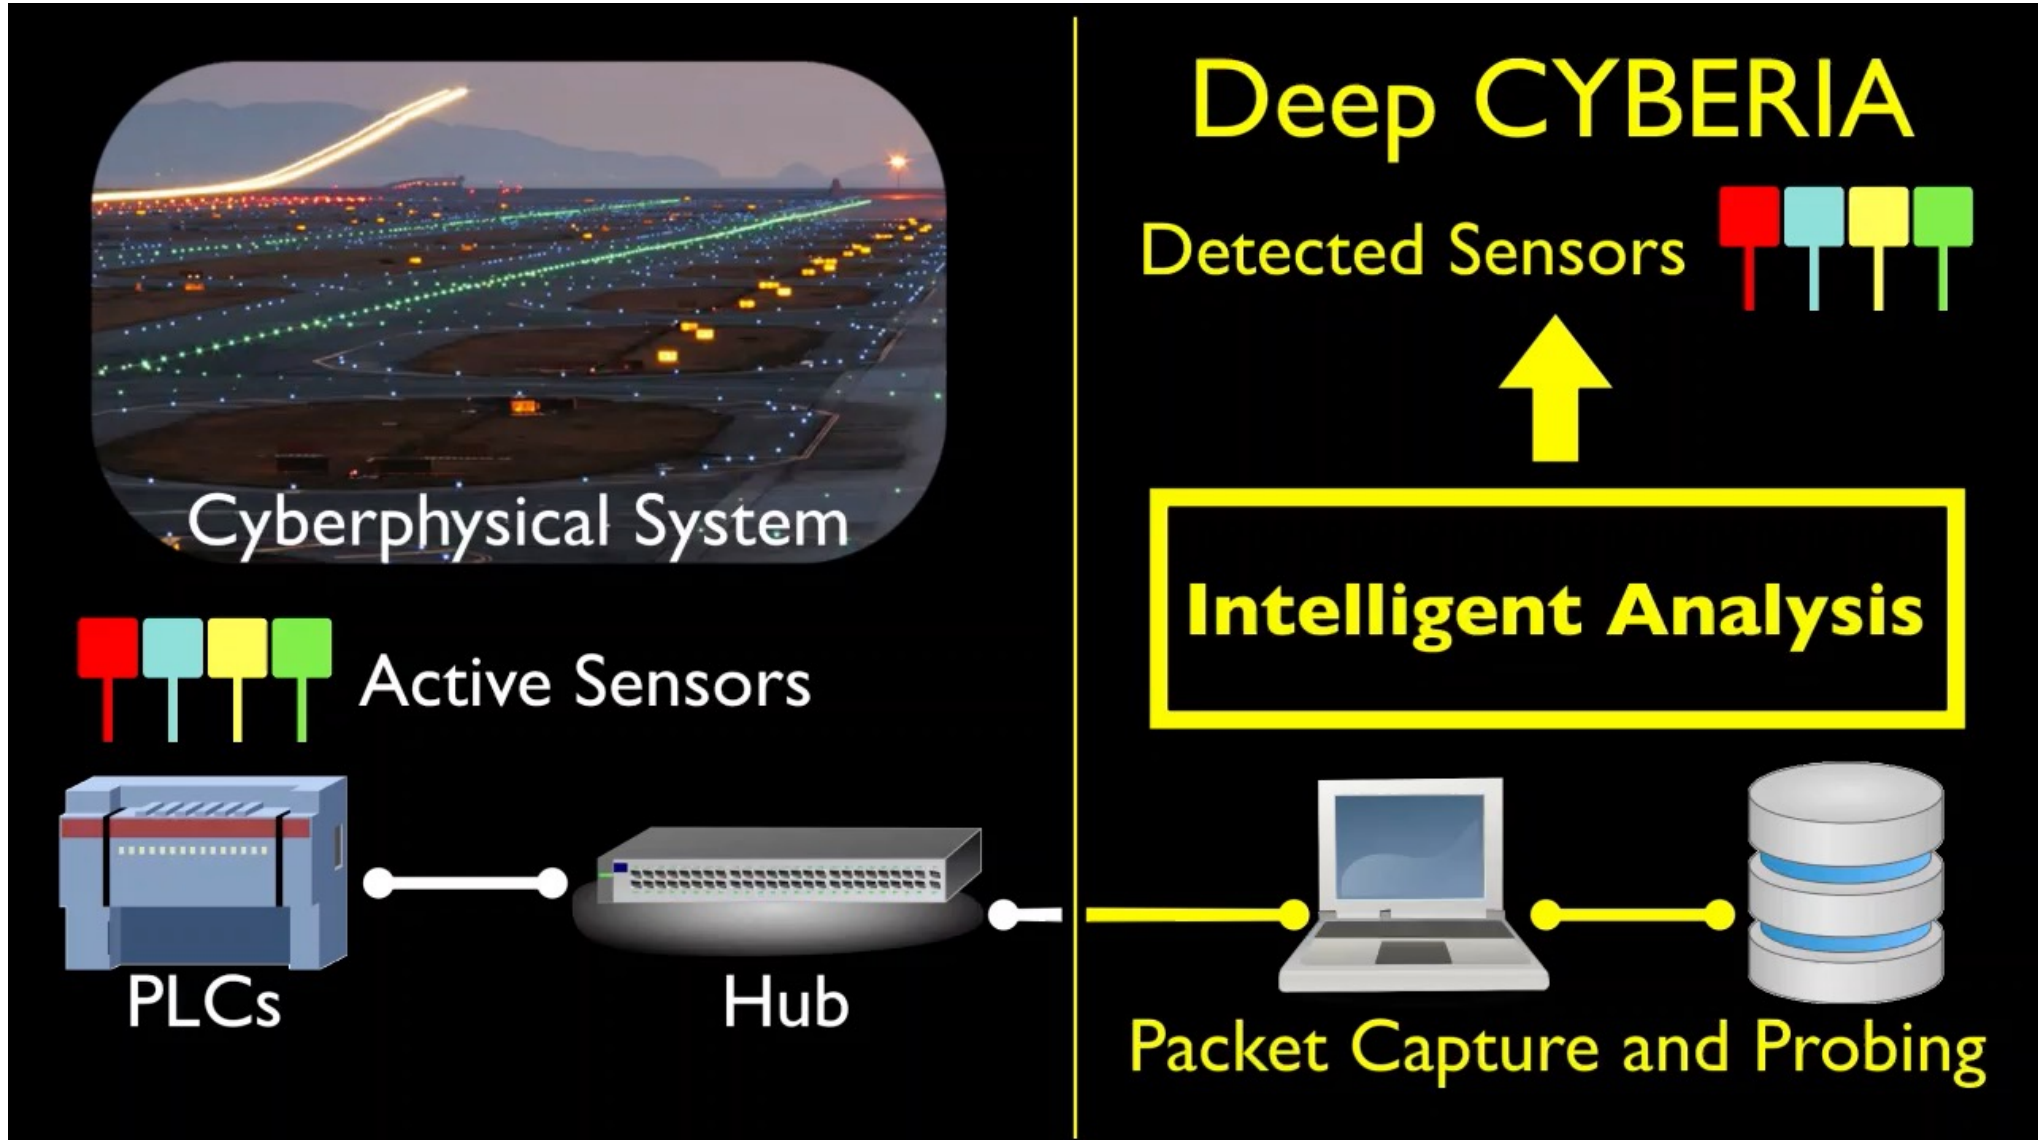 Cyberphysical System
Active Sensors
PLCs
Hub
Deep CYBERIA
Detected Sensors
Intelligent Analysis
Packet Capture and Probing